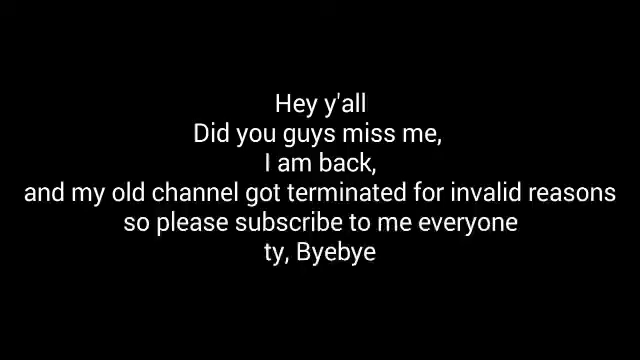 Hey y'all
Did you guys miss me,
I am back,
and my old channel got terminated for invalid reasons
so please subscribe to me everyone
ty, Byebye